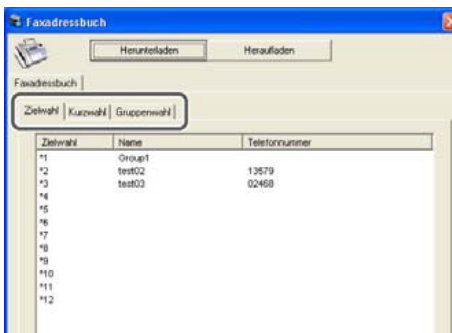 Faxadressbuch
Herunterladen Heraufladen
Faxadressbuch
Zielwahl Kurzwahl Gruppenwahl
Zielwahl Name Telefonnummer
*1 Group1
*2 test02 13579
*3 test03 02468
*4
*5
*6
*7
*8
*9
*10
*11
*12